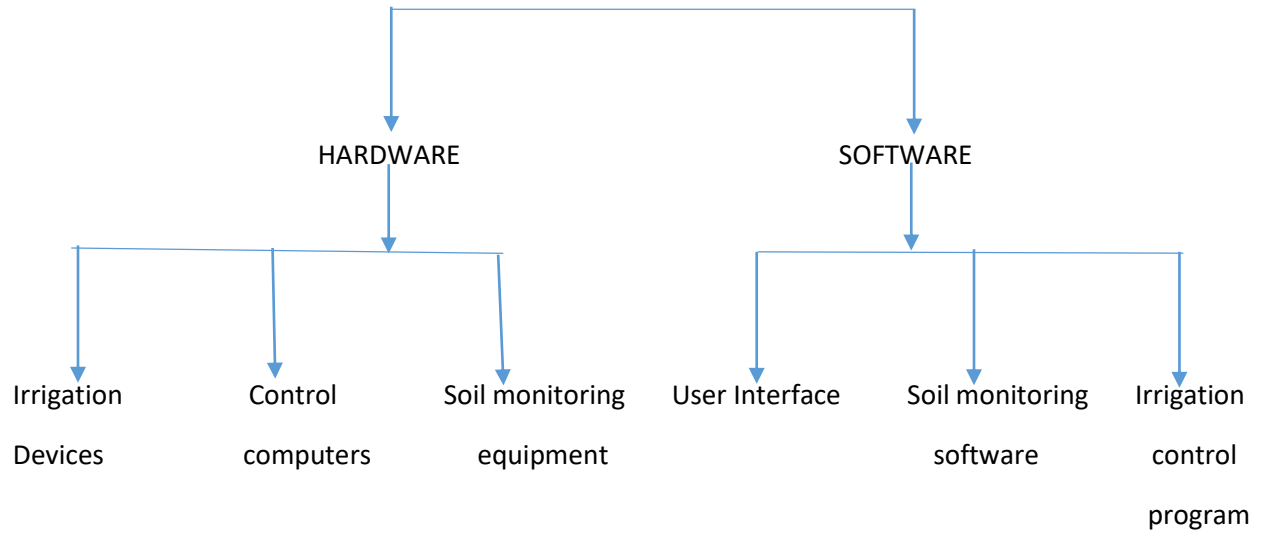 HARDWARE
SOFTWARE
Irrigation
Devices
Control
computers
Soil monitoring
equipment
User Interface
Soil monitoring
software
Irrigation
control
program